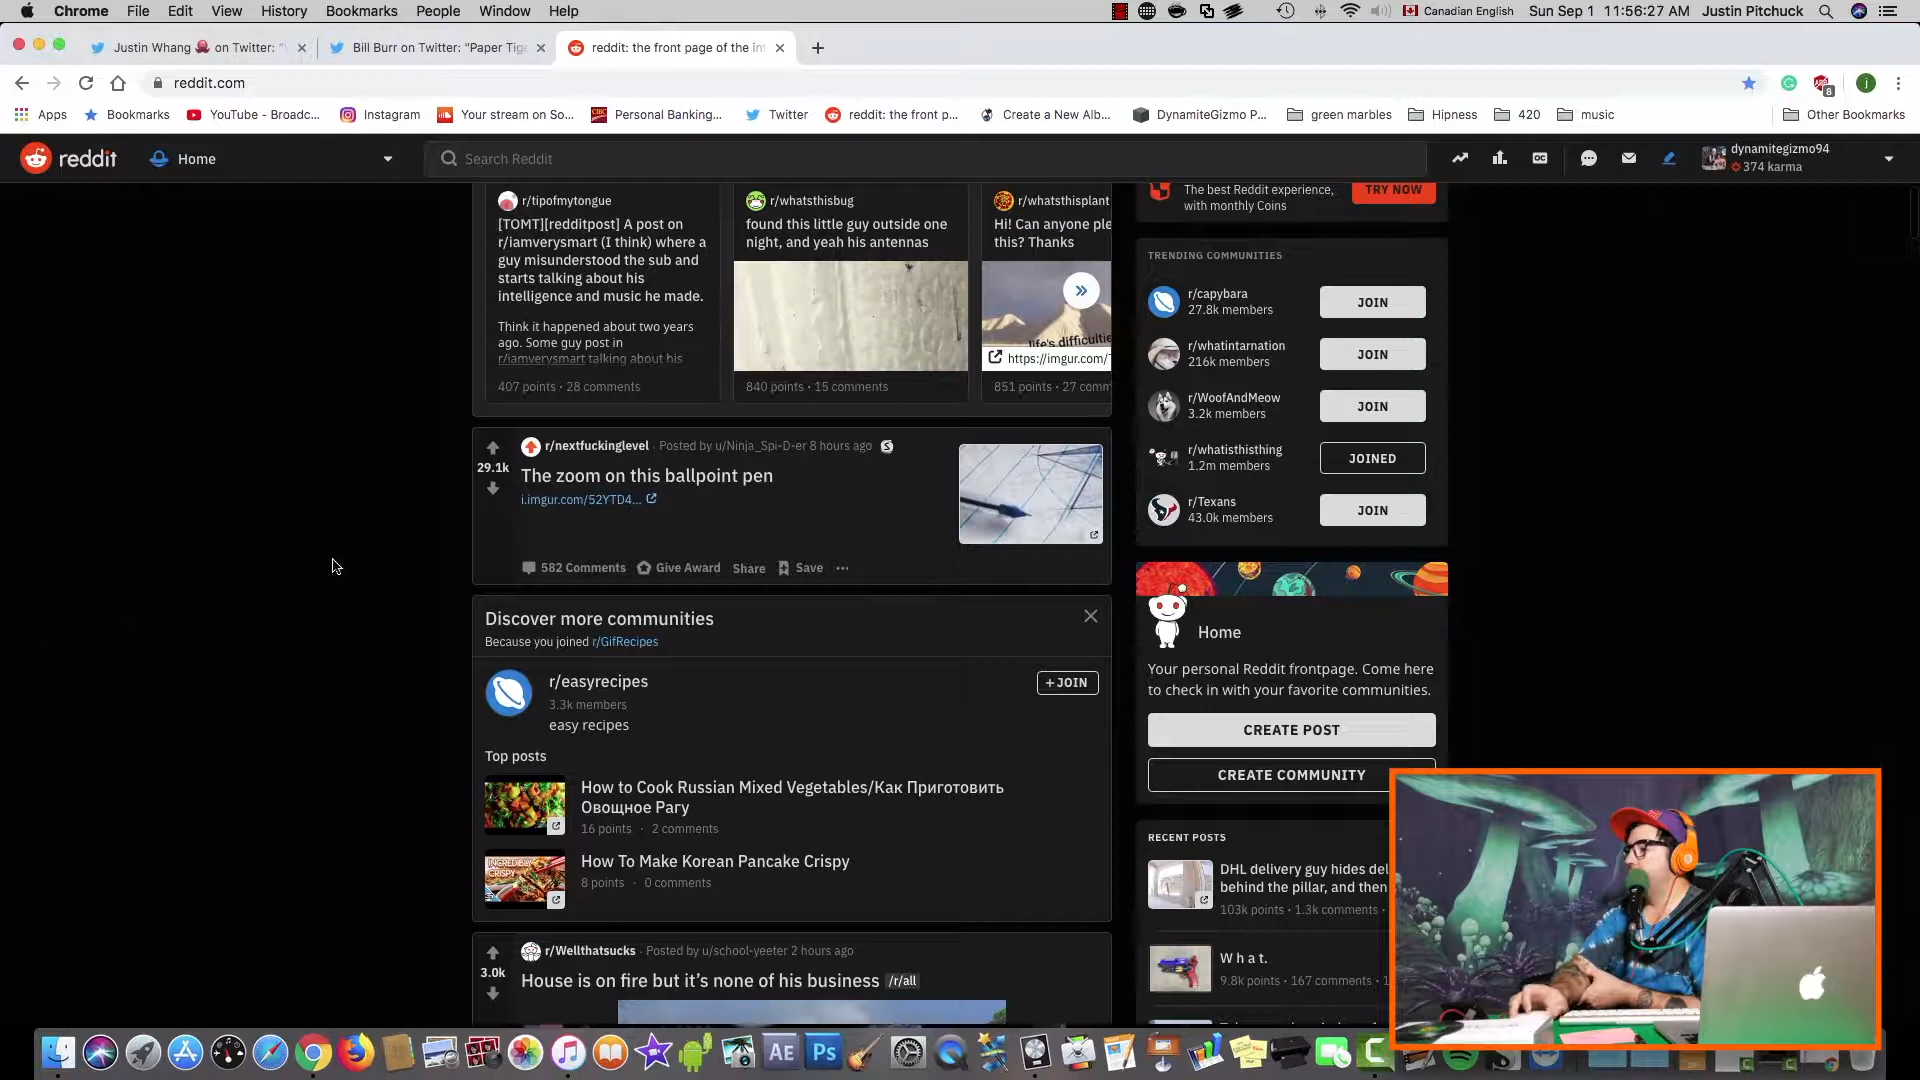 Chrome File Edit View History Bookmarks People Window Help
Canadian English Sun Sep 1 11:56:27 AM Justin Pitchuck
Justin Whang on Twitter: "
Bill Burr on Twitter: "Paper Tig
reddit: the front page of the in
reddit.com
8
j
Apps Bookmarks YouTube - Broadc... Instagram Your stream on So... Personal Banking... Twitter reddit: the front p... Create a New Alb... DynamiteGizmo P... green marbles Hipness 420 music Other Bookmarks
reddit Home Search Reddit
dynamitegizmo94
374 karma
r/tipofmytongue
[TOMT][redditpost] A post on
r/iamverysmart (I think) where a
guy misunderstood the sub and
starts talking about his
intelligence and music he made.
Think it happened about two years
ago. Some guy post in
r/iamverysmart talking about his
407 points • 28 comments
r/whatsthisbug
found this little guy outside one
night, and yeah his antennas
840 points • 15 comments
r/whatsthisplant
Hi! Can anyone ple
this? Thanks
life's difficultie
https://imgur.com/
851 points • 27 comm
r/nextfuckinglevel · Posted by u/Ninja_Spi-D-er 8 hours ago
29.1k
The zoom on this ballpoint pen
i.imgur.com/52YTD4...
582 Comments Give Award Share Save ...
Discover more communities
Because you joined r/GifRecipes
r/easyrecipes
+ JOIN
3.3k members
easy recipes
Top posts
How to Cook Russian Mixed Vegetables/Как Приготовить
Овощное Рагу
16 points · 2 comments
INCREDIBLY
CRISPY
How To Make Korean Pancake Crispy
8 points · 0 comments
r/Wellthatsucks · Posted by u/school-yeeter 2 hours ago
3.0k
House is on fire but it’s none of his business /r/all
The best Reddit experience,
with monthly Coins
TRY NOW
TRENDING COMMUNITIES
r/capybara
27.8k members
JOIN
r/whatintarnation
216k members
JOIN
r/WoofAndMeow
3.2k members
JOIN
r/whatisthisthing
1.2m members
JOINED
r/Texans
43.0k members
JOIN
Home
Your personal Reddit frontpage. Come here
to check in with your favorite communities.
CREATE POST
CREATE COMMUNITY
RECENT POSTS
DHL delivery guy hides del
behind the pillar, and then
103k points • 1.3k comments •
W h a t.
9.8k points • 167 comments • 1
AE Ps